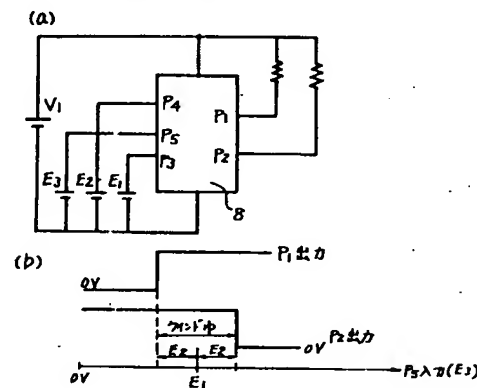 (a)
V1
P4
P1
P5
P3
P2
E3 E2 E1
8
(b)
P1出力
0V
ウインド巾
P2出力
E2 E2
0V
0V
E1
P5入力(E3)